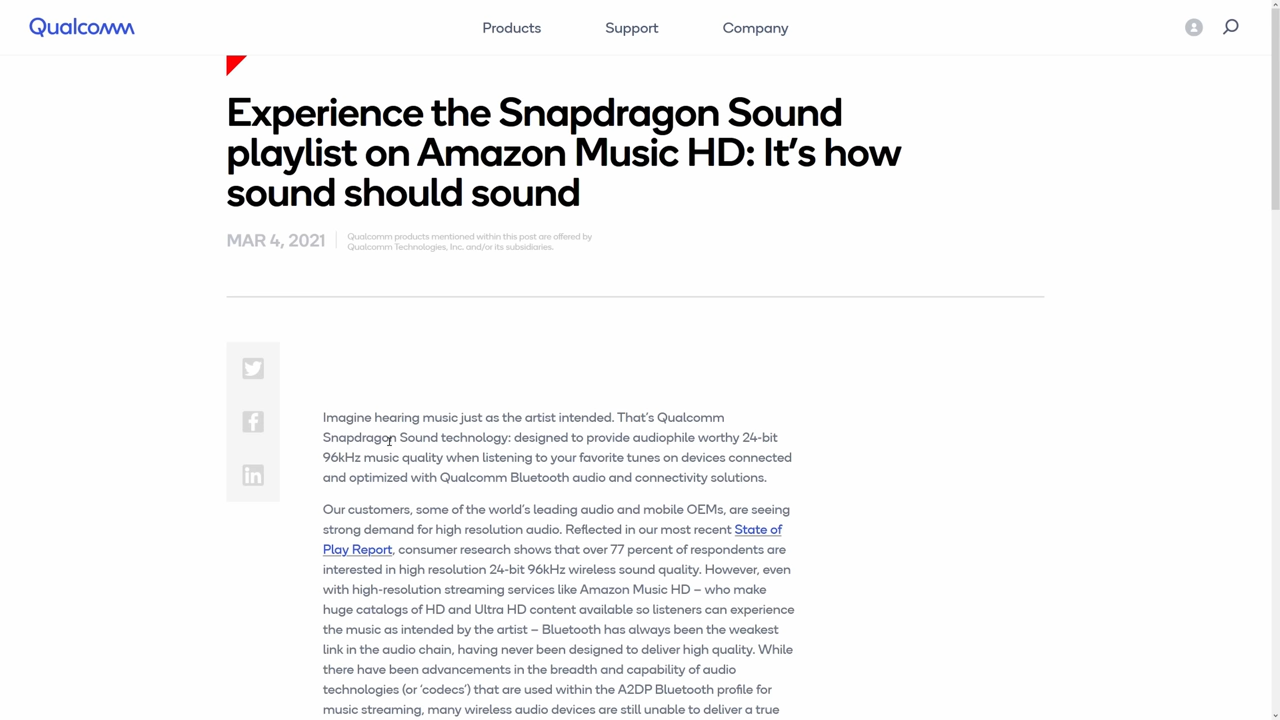 Qualcomm
Products
Support
Company
Experience the Snapdragon Sound
playlist on Amazon Music HD: It’s how
sound should sound
MAR 4, 2021
Qualcomm products mentioned within this post are offered by
Qualcomm Technologies, Inc. and/or its subsidiaries.
Imagine hearing music just as the artist intended. That’s Qualcomm
Snapdragon Sound technology: designed to provide audiophile worthy 24-bit
96kHz music quality when listening to your favorite tunes on devices connected
and optimized with Qualcomm Bluetooth audio and connectivity solutions.
Our customers, some of the world’s leading audio and mobile OEMs, are seeing
strong demand for high resolution audio. Reflected in our most recent State of
Play Report, consumer research shows that over 77 percent of respondents are
interested in high resolution 24-bit 96kHz wireless sound quality. However, even
with high-resolution streaming services like Amazon Music HD – who make
huge catalogs of HD and Ultra HD content available so listeners can experience
the music as intended by the artist – Bluetooth has always been the weakest
link in the audio chain, having never been designed to deliver high quality. While
there have been advancements in the breadth and capability of audio
technologies (or ‘codecs’) that are used within the A2DP Bluetooth profile for
music streaming, many wireless audio devices are still unable to deliver a true